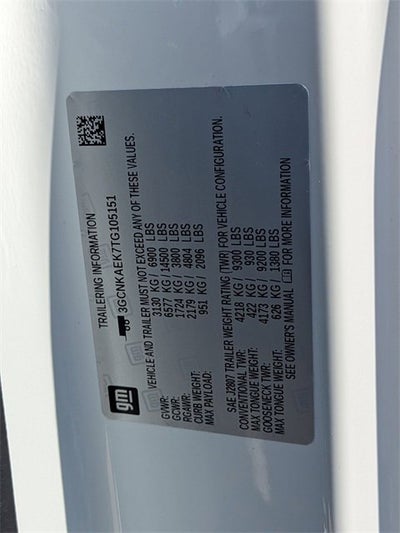 gm
TRAILERING INFORMATION
3GCNKAEK7TG105151
VEHICLE AND TRAILER MUST NOT EXCEED ANY OF THESE VALUES.
GVWR: 3130 KG / 6900 LBS
GCWR: 6577 KG / 14500 LBS
RGAWR: 1724 KG / 3800 LBS
CURB WEIGHT: 2179 KG / 4804 LBS
MAX PAYLOAD: 951 KG / 2096 LBS
SAE J2807 TRAILER WEIGHT RATING (TWR) FOR VEHICLE CONFIGURATION.
CONVENTIONAL TWR: 4218 KG / 9300 LBS
MAX TONGUE WEIGHT: 422 KG / 930 LBS
GOOSENECK TWR: 4173 KG / 9200 LBS
MAX TONGUE WEIGHT: 626 KG / 1380 LBS
SEE OWNER'S MANUAL FOR MORE INFORMATION